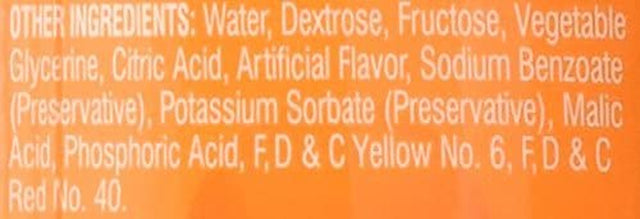 OTHER INGREDIENTS: Water, Dextrose, Fructose, Vegetable
Glycerine, Citric Acid, Artificial Flavor, Sodium Benzoate
(Preservative), Potassium Sorbate (Preservative), Malic
Acid, Phosphoric Acid, F,D & C Yellow No. 6, F,D & C
Red No. 40.